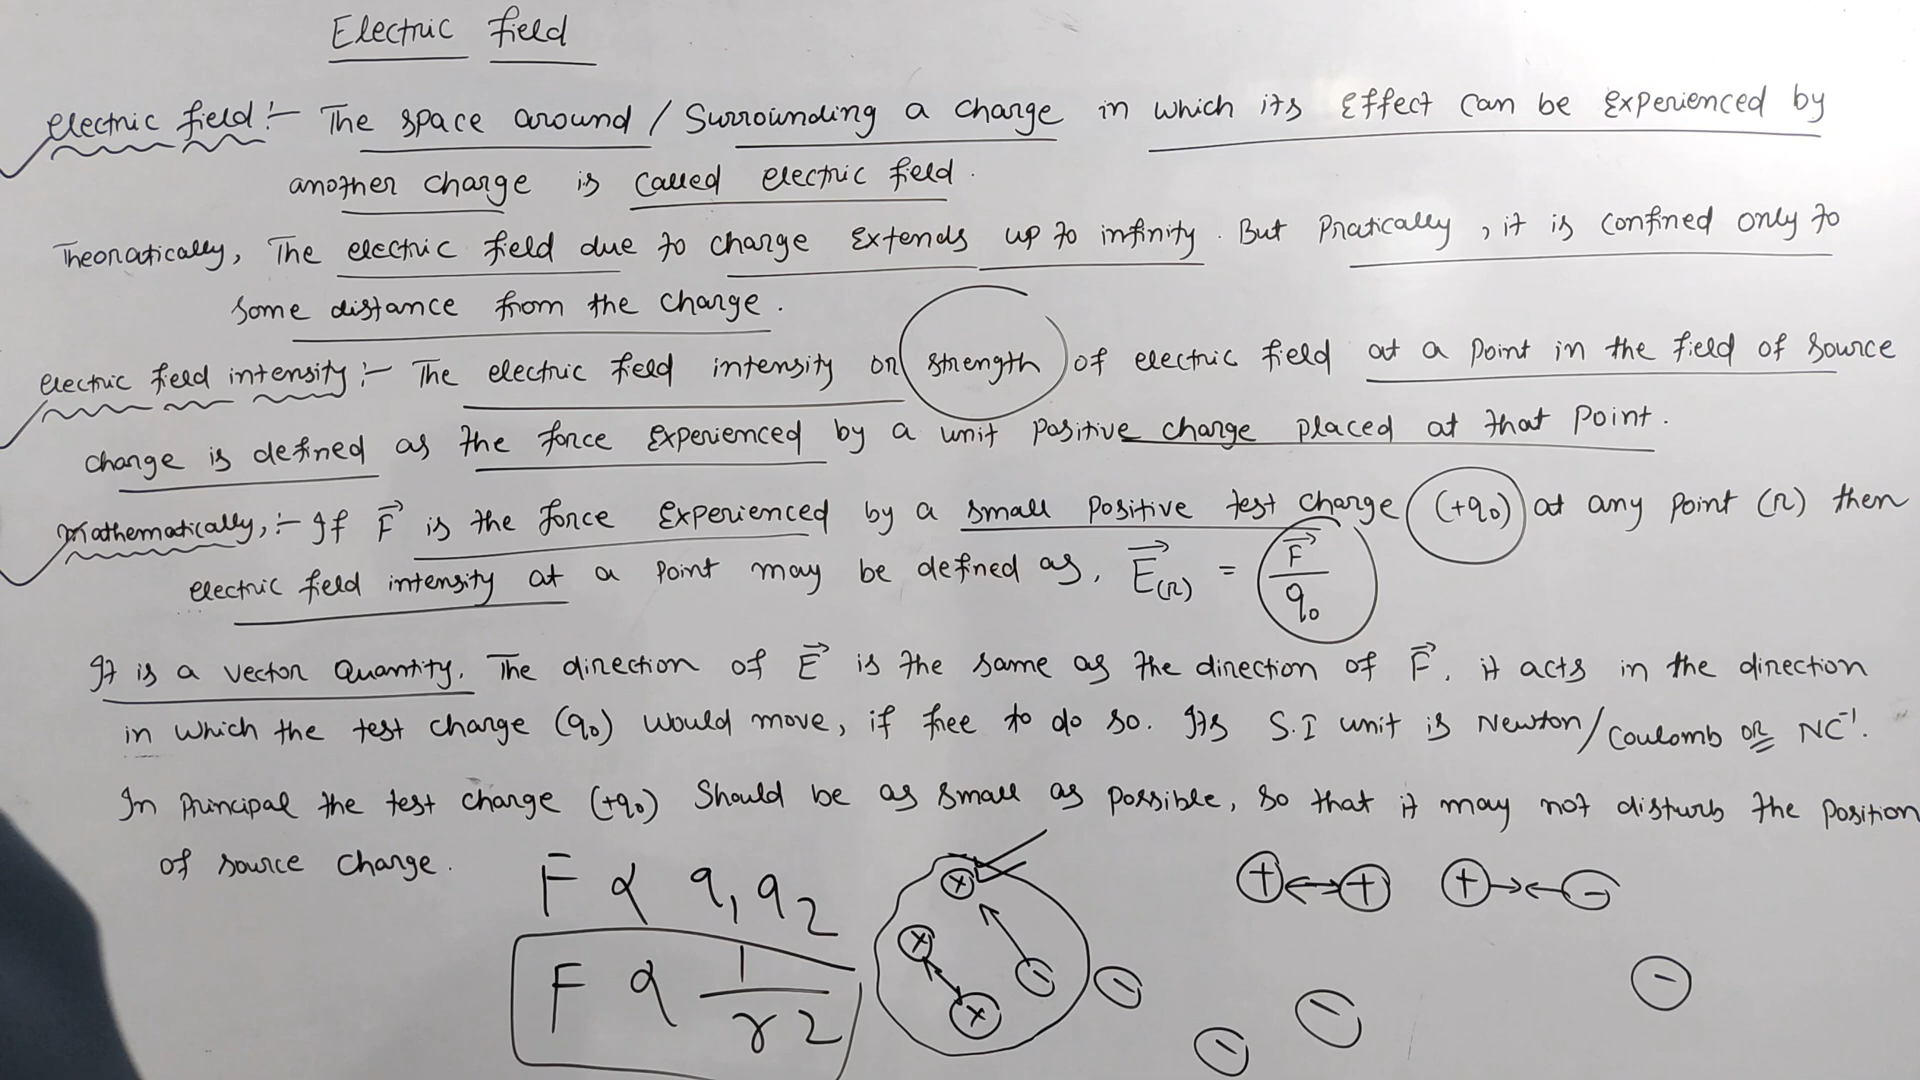 Electric field
electric field :- The space around / Surrounding a charge in which its Effect can be Experienced by
another charge is called electric field.
Theoratically, The electric field due to charge Extends up to infinity. But Pratically, it is confined only to
some distance from the charge.
electric field intensity :- The electric field intensity or strength of electric field at a point in the field of source
charge is defined as the force Experienced by a unit positive charge placed at that point.
Mathematically, :- If F⃗ is the force Experienced by a small positive test charge (+q₀) at any point (r) then
electric field intensity at a point may be defined as, E⃗(r) = F⃗/q₀
It is a vector Quantity. The direction of E⃗ is the same as the direction of F⃗, it acts in the direction
in which the test charge (q₀) would move, if free to do so. Its S.I unit is Newton/Coulomb OR NC⁻¹.
In Principal the test charge (+q₀) Should be as small as possible, so that it may not disturb the position
of source charge.
F ∝ q₁q₂
F ∝ 1/r2
+ + + -
x
x -
x
- - - -